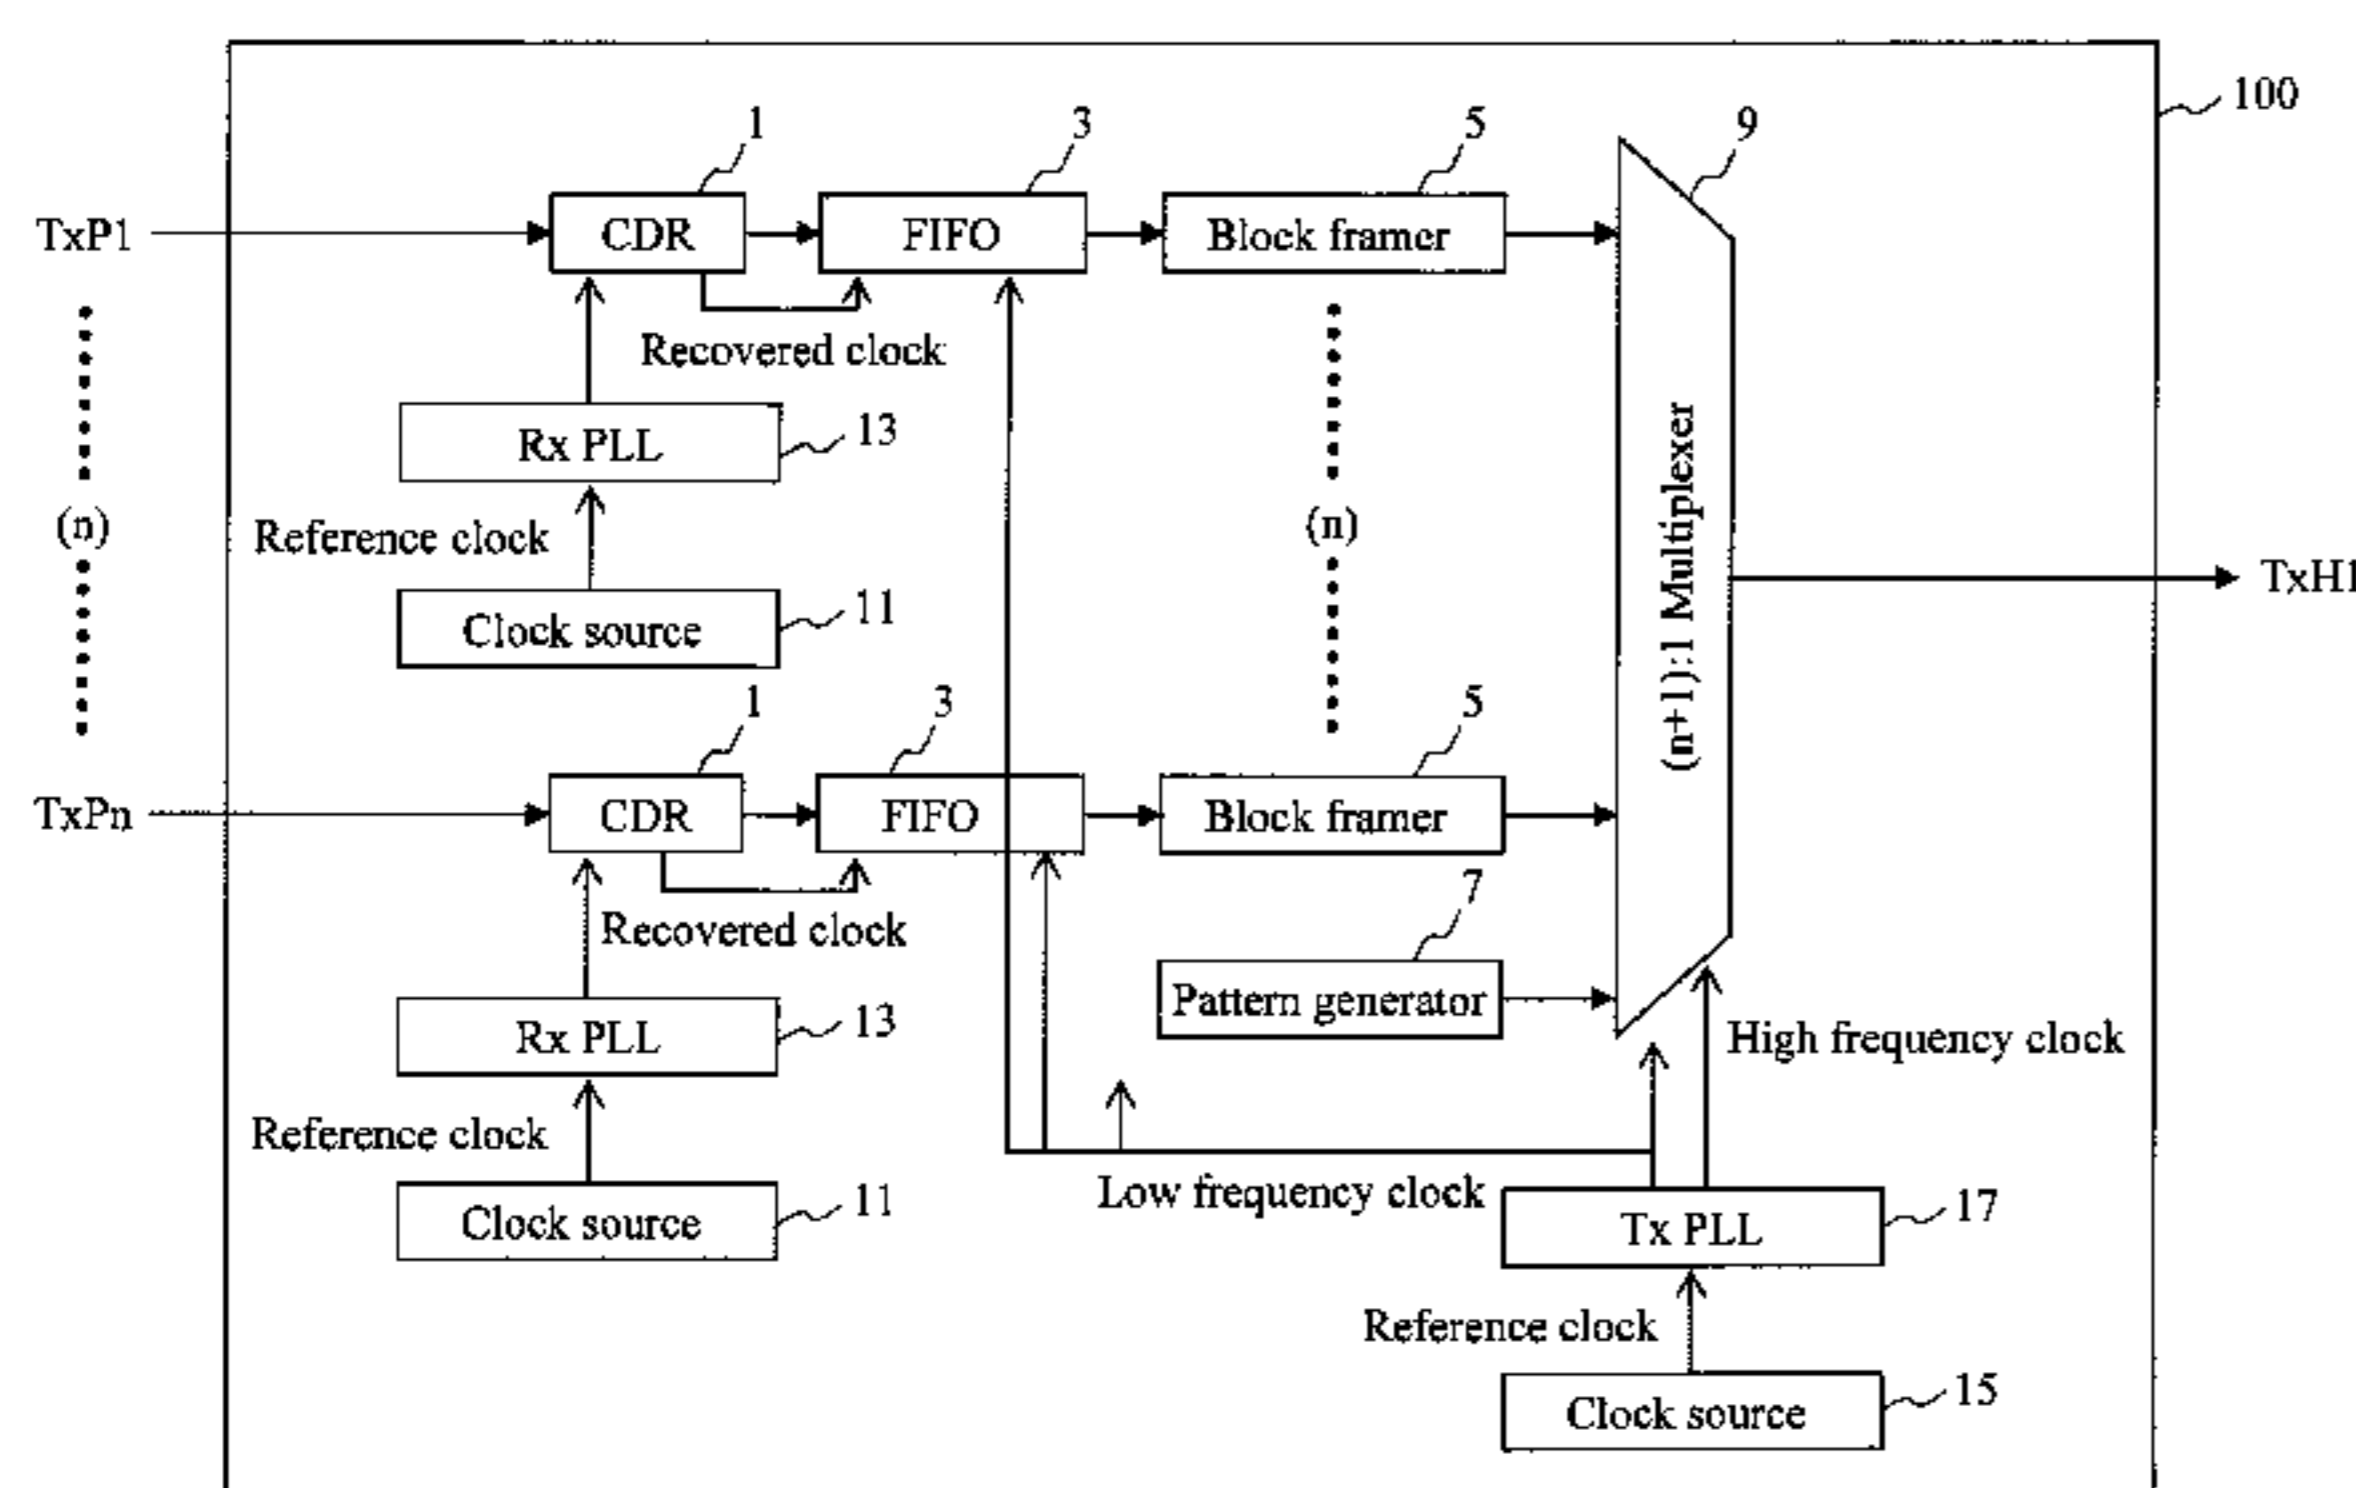 100
1
3
5
9
TxP1
CDR
FIFO
Block framer
Recovered clock
Rx PLL
13
(n)
(n)
Reference clock
(n+1):1 Multiplexer
TxH1
Clock source
11
1
3
5
TxPn
CDR
FIFO
Block framer
7
Recovered clock
Pattern generator
Rx PLL
13
High frequency clock
Reference clock
Low frequency clock
Clock source
11
Tx PLL
17
Reference clock
Clock source
15